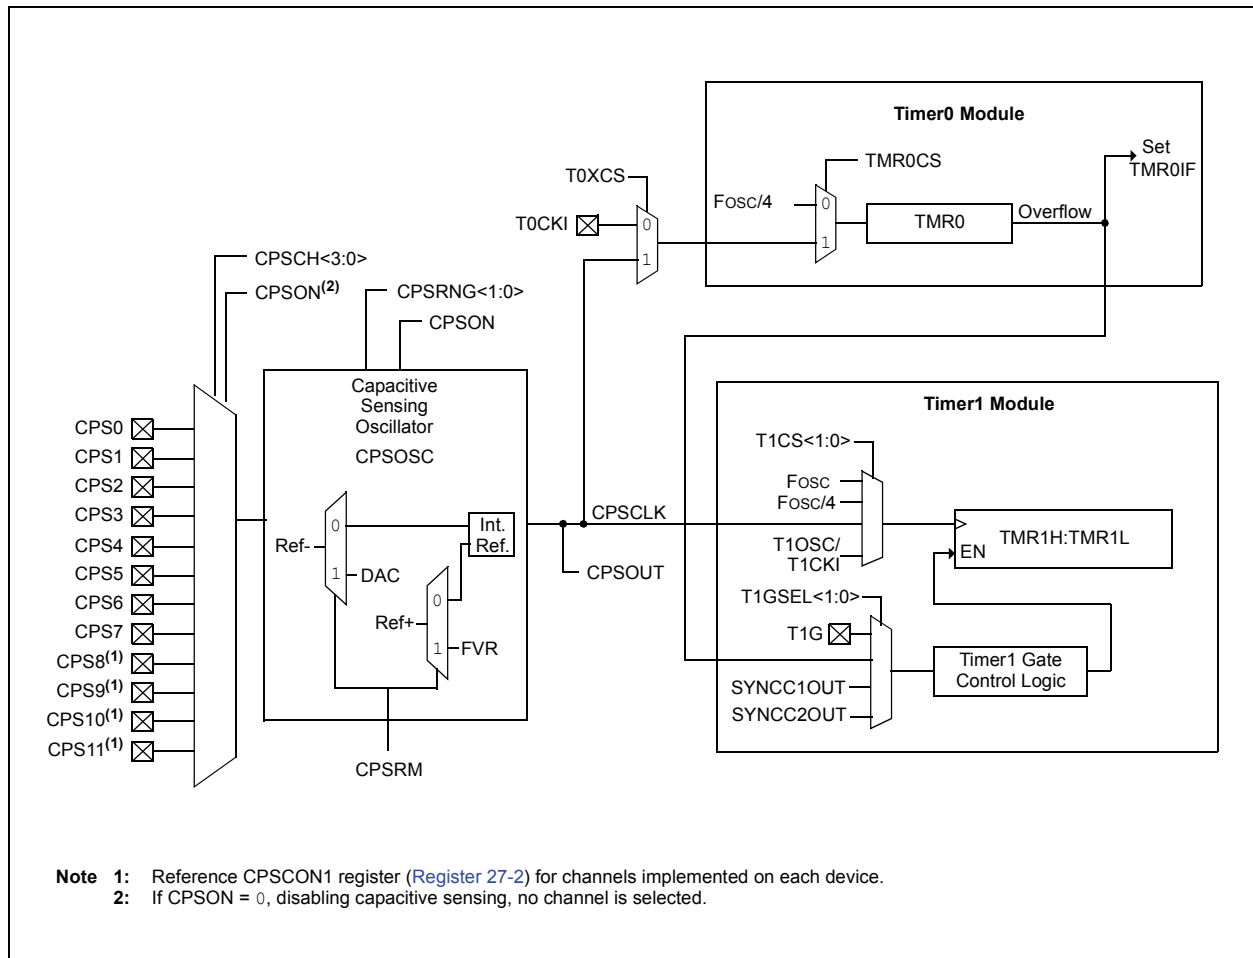 Timer0 Module
Set
TMR0IF
TMR0CS
T0XCS
FOSC/4
0
TMR0
Overflow
T0CKI
0
1
1
CPSCH<3:0>
CPSON(2)
CPSRNG<1:0>
CPSON
Capacitive
Sensing
Oscillator
CPSOSC
Timer1 Module
CPS0
CPS1
CPS2
CPS3
CPS4
CPS5
CPS6
CPS7
CPS8(1)
CPS9(1)
CPS10(1)
CPS11(1)
T1CS<1:0>
FOSC
FOSC/4
CPSCLK
0
Int.
Ref.
Ref-
1
DAC
CPSOUT
T1OSC/
T1CKI
TMR1H:TMR1L
EN
0
Ref+
1
FVR
T1GSEL<1:0>
T1G
Timer1 Gate
Control Logic
SYNCC1OUT
SYNCC2OUT
CPSRM
Note 1: Reference CPSCON1 register (Register 27-2) for channels implemented on each device.
2: If CPSON = 0, disabling capacitive sensing, no channel is selected.